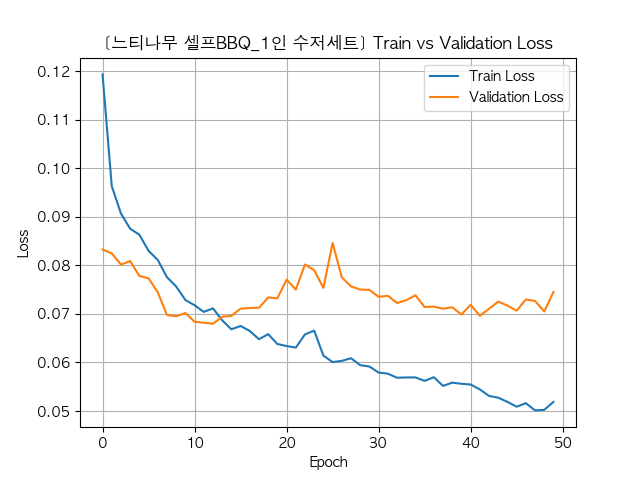 [느티나무 셀프BBQ_1인 수저세트] Train vs Validation Loss
Train Loss
Validation Loss
Loss
0.12
0.11
0.10
0.09
0.08
0.07
0.06
0.05
0 10 20 30 40 50
Epoch